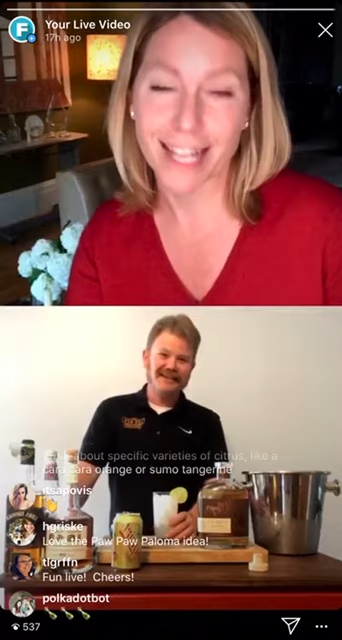 Your Live Video
17h ago
about specific varieties of citrus, like a
cara cara orange or sumo tangerine
itsapovis
hgriske
Love the Paw Paw Paloma idea!
tlgrffn
Fun live! Cheers!
polkadotbot
537